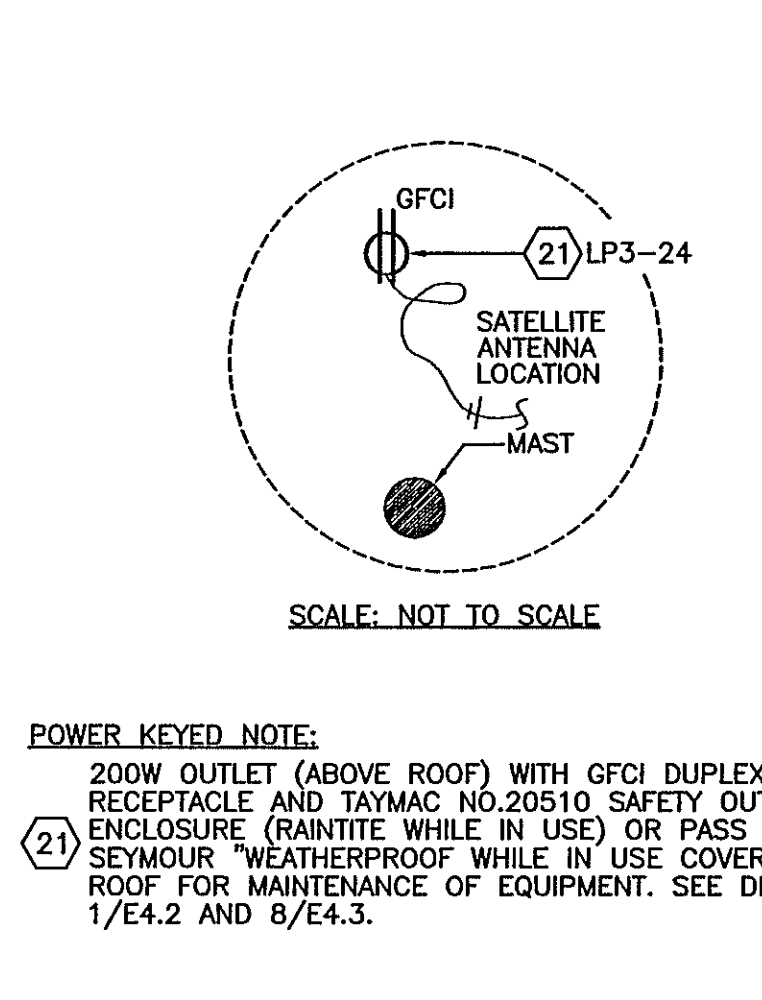 GFCI
21 LP3-24
SATELLITE
ANTENNA
LOCATION
MAST
SCALE: NOT TO SCALE
POWER KEYED NOTE:
200W OUTLET (ABOVE ROOF) WITH GFCI DUPLEX
RECEPTACLE AND TAYMAC NO.20510 SAFETY
21 ENCLOSURE (RAINTITE WHILE IN USE) OR PASS
SEYMOUR "WEATHERPROOF WHILE IN USE COVER
ROOF FOR MAINTENANCE OF EQUIPMENT. SEE
1/E4.2 AND 8/E4.3.